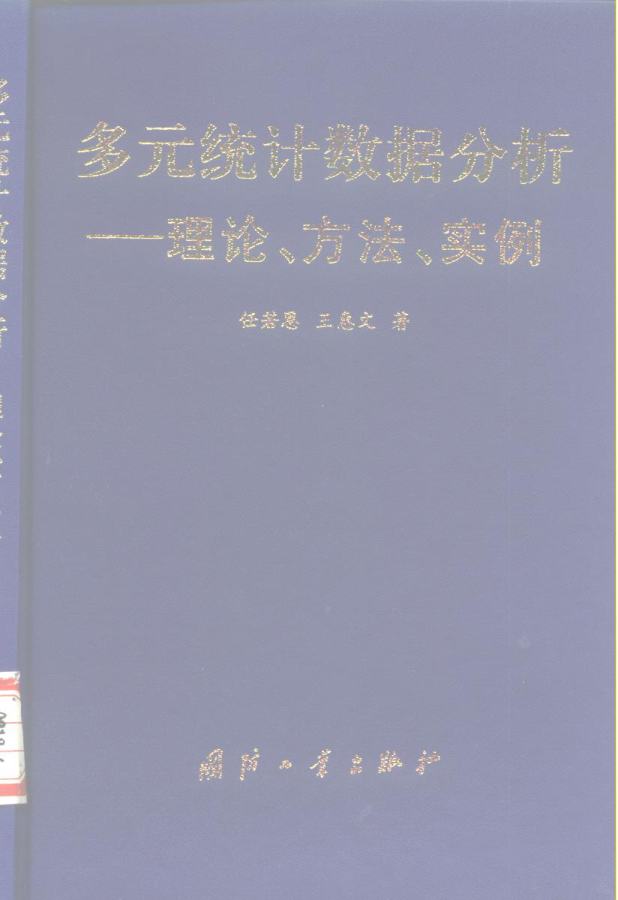 多元统计数据分析
——理论、方法、实例
任若恩 王惠文 著
国防工业出版社